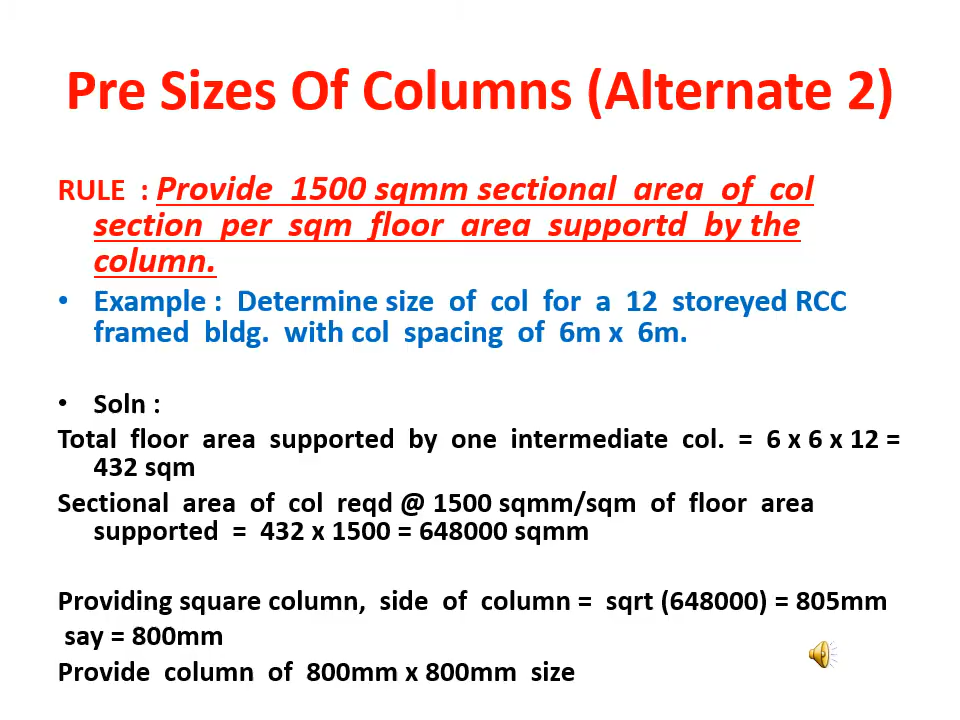 Pre Sizes Of Columns (Alternate 2)
RULE : Provide 1500 sqmm sectional area of col
section per sqm floor area supportd by the
column.
• Example : Determine size of col for a 12 storeyed RCC
framed bldg. with col spacing of 6m x 6m.
• Soln :
Total floor area supported by one intermediate col. = 6 x 6 x 12 =
432 sqm
Sectional area of col reqd @ 1500 sqmm/sqm of floor area
supported = 432 x 1500 = 648000 sqmm
Providing square column, side of column = sqrt (648000) = 805mm
say = 800mm
Provide column of 800mm x 800mm size